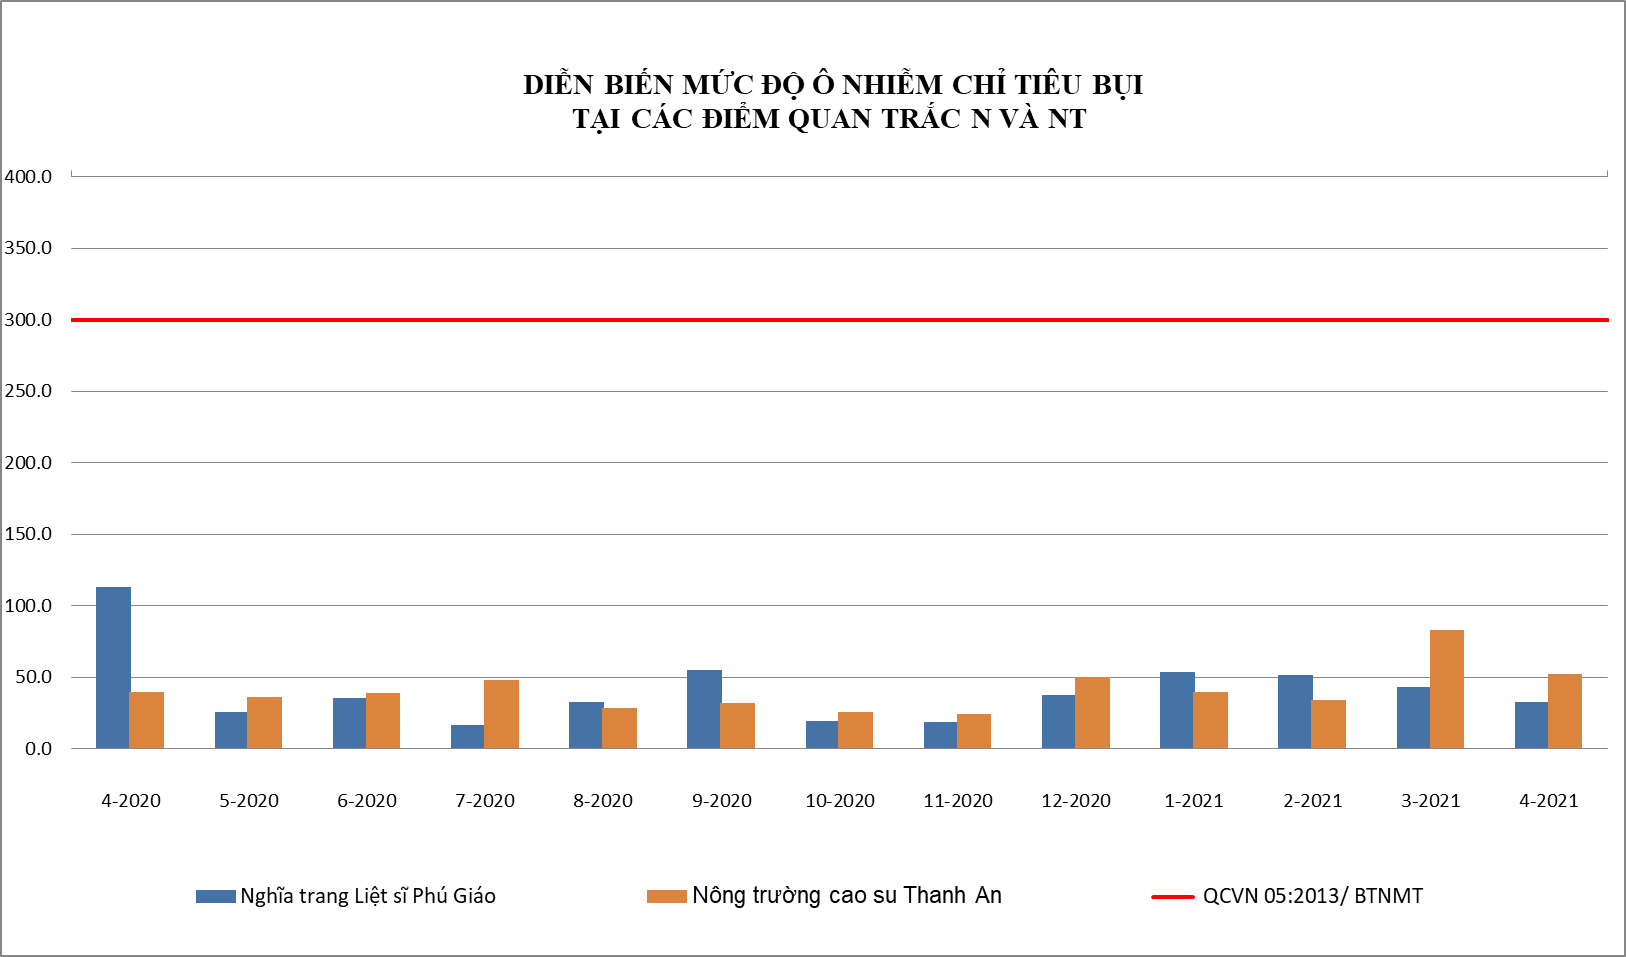 DIỄN BIẾN MỨC ĐỘ Ô NHIỄM CHỈ TIÊU BỤI
TẠI CÁC ĐIỂM QUAN TRẮC N VÀ NT
400.0
350.0
300.0
250.0
200.0
150.0
100.0
50.0
0.0
4-2020 5-2020 6-2020 7-2020 8-2020 9-2020 10-2020 11-2020 12-2020 1-2021 2-2021 3-2021 4-2021
Nghĩa trang Liệt sĩ Phú Giáo Nông trường cao su Thanh An QCVN 05:2013/ BTNMT